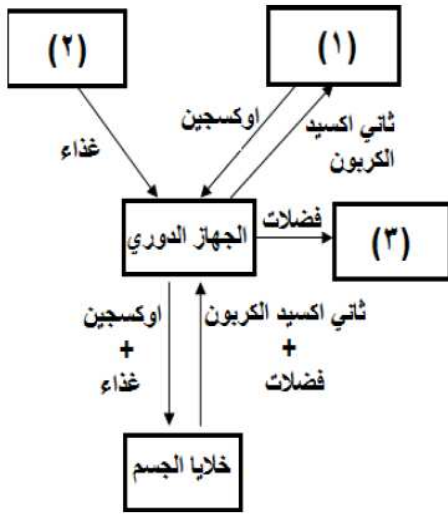 (١)
(٢)
اوكسجين
ثاني اكسيد
الكربون
غذاء
الجهاز الدوري
فضلات
(٣)
اوكسجين
+
غذاء
ثاني اكسيد الكربون
+
فضلات
خلايا الجسم